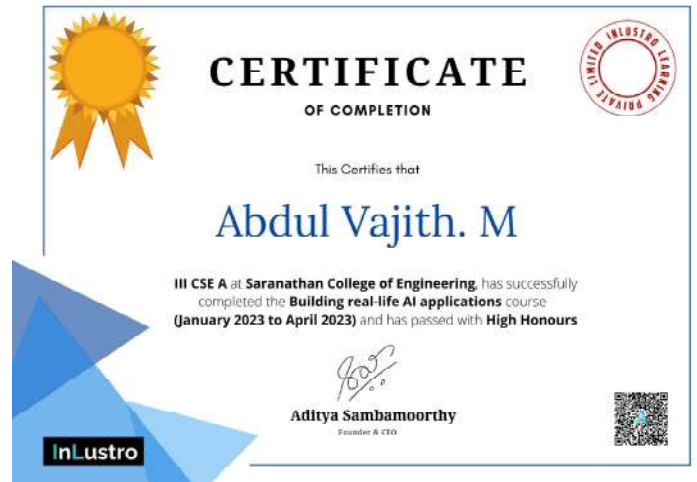 CERTIFICATE
OF COMPLETION
INLUSTRO LEARNING PRIVATE LIMITED
This Certifies that
Abdul Vajith. M
III CSE A at Saranathan College of Engineering, has successfully
completed the Building real-life AI applications course
(January 2023 to April 2023) and has passed with High Honours
Aditya Sambamoorthy
Founder & CEO
InLustro